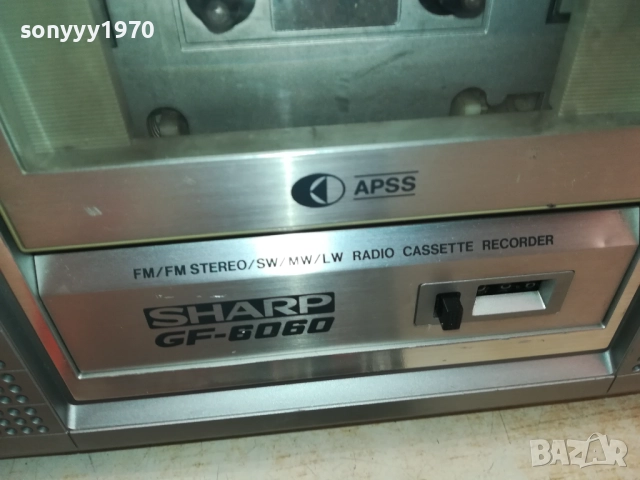 sonyyy1970
APSS
FM/FM STEREO/SW/MW/LW RADIO CASSETTE RECORDER
SHARP
GF-6060
BAZAR